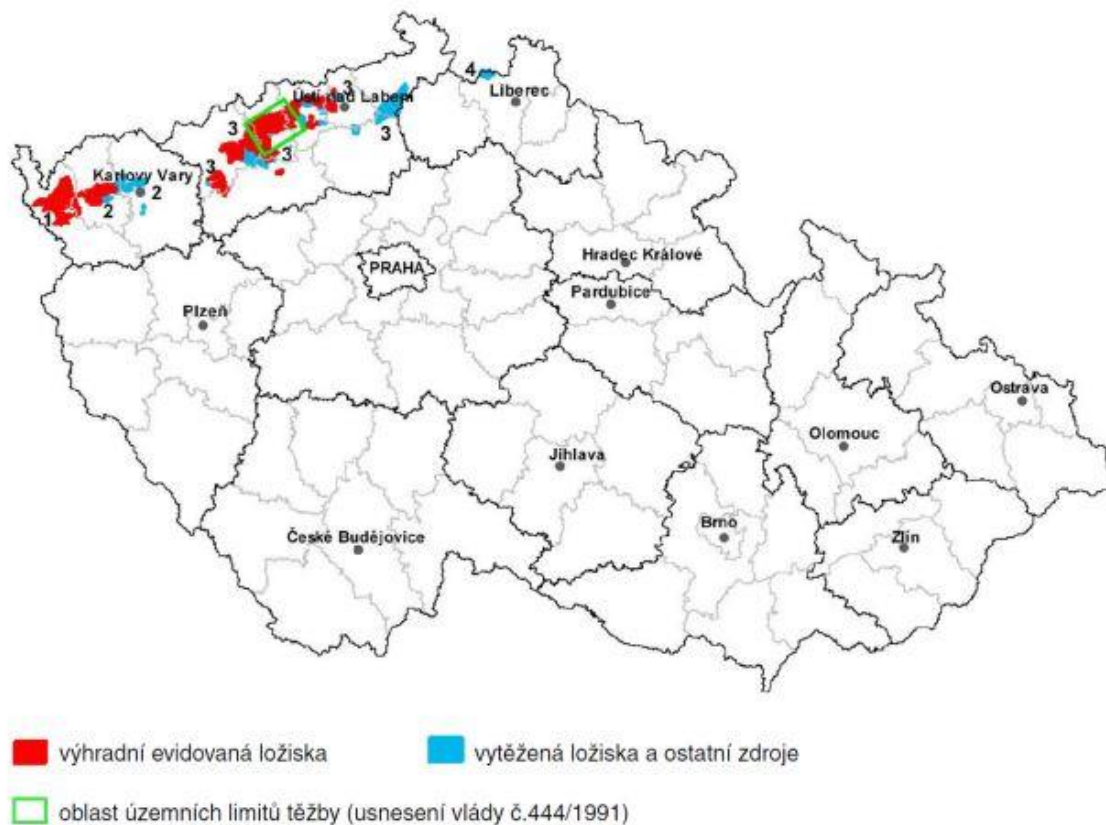 4
3
Ústí nad Labem
Liberec
3
3
3
3
Karlovy Vary
2
2
1
PRAHA
Hradec Králové
Pardubice
Plzeň
Ostrava
Olomouc
Jihlava
Brno
Zlín
České Budějovice
výhradní evidovaná ložiska
vytěžená ložiska a ostatní zdroje
oblast územních limitů těžby (usnesení vlády č.444/1991)